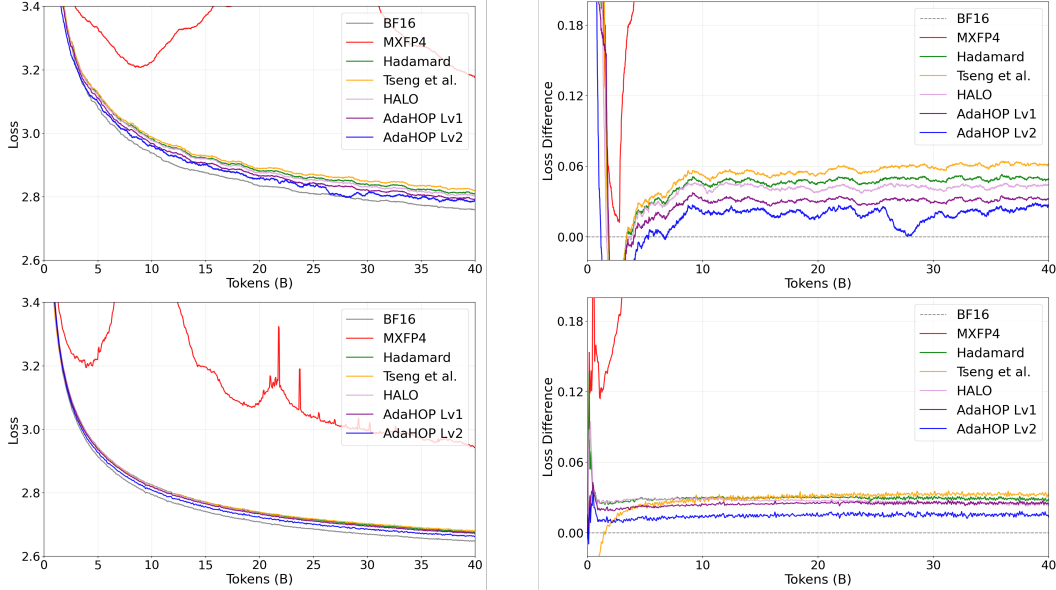 3.4
3.2
3.0
2.8
2.6
Loss
0
5
10
15
20
25
30
35
40
Tokens (B)
BF16
MXFP4
Hadamard
Tseng et al.
HALO
AdaHOP Lv1
AdaHOP Lv2
0.18
0.12
0.06
0.00
Loss Difference
0
10
20
30
40
Tokens (B)
BF16
MXFP4
Hadamard
Tseng et al.
HALO
AdaHOP Lv1
AdaHOP Lv2
3.4
3.2
3.0
2.8
2.6
Loss
0
5
10
15
20
25
30
35
40
Tokens (B)
BF16
MXFP4
Hadamard
Tseng et al.
HALO
AdaHOP Lv1
AdaHOP Lv2
0.18
0.12
0.06
0.00
Loss Difference
0
10
20
30
40
Tokens (B)
BF16
MXFP4
Hadamard
Tseng et al.
HALO
AdaHOP Lv1
AdaHOP Lv2